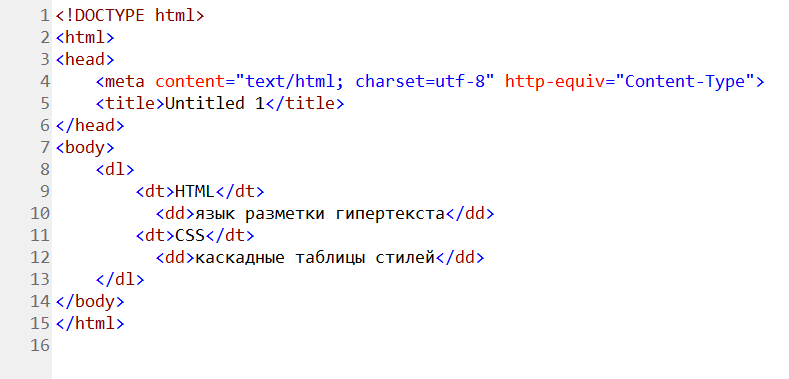 1 <!DOCTYPE html>
2 <html>
3 <head>
4     <meta content="text/html; charset=utf-8" http-equiv="Content-Type">
5     <title>Untitled 1</title>
6 </head>
7 <body>
8     <dl>
9         <dt>HTML</dt>
10           <dd>язык разметки гипертекста</dd>
11         <dt>CSS</dt>
12           <dd>каскадные таблицы стилей</dd>
13     </dl>
14 </body>
15 </html>
16